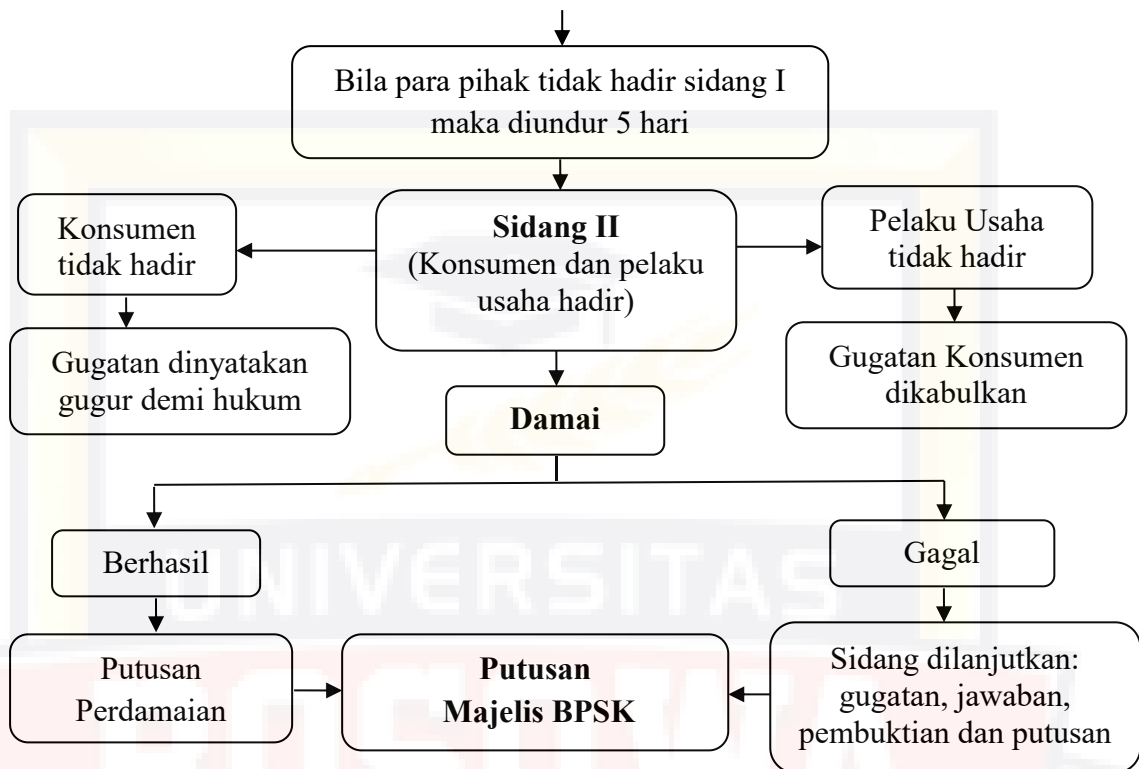 Bila para pihak tidak hadir sidang I
maka diundur 5 hari
Konsumen
tidak hadir
Sidang II
(Konsumen dan pelaku
usaha hadir)
Pelaku Usaha
tidak hadir
Gugatan dinyatakan
gugur demi hukum
Gugatan Konsumen
dikabulkan
Damai
Berhasil
Gagal
UNIVERSITAS
Putusan
Perdamaian
Putusan
Majelis BPSK
Sidang dilanjutkan:
gugatan, jawaban,
pembuktian dan putusan